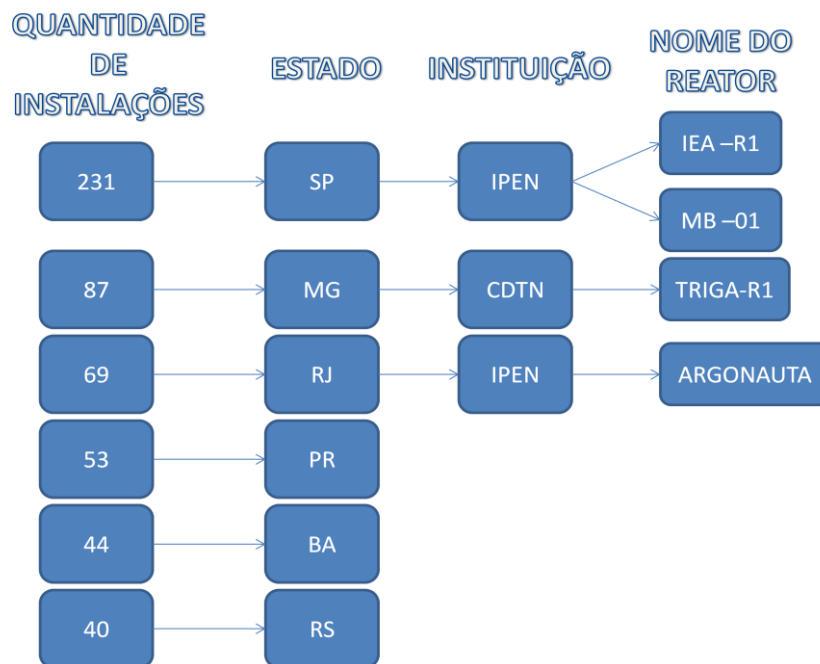 QUANTIDADE
DE
INSTALAÇÕES
ESTADO
INSTITUIÇÃO
NOME DO
REATOR
231
SP
IPEN
IEA –R1
MB –01
87
MG
CDTN
TRIGA-R1
69
RJ
IPEN
ARGONAUTA
53
PR
44
BA
40
RS